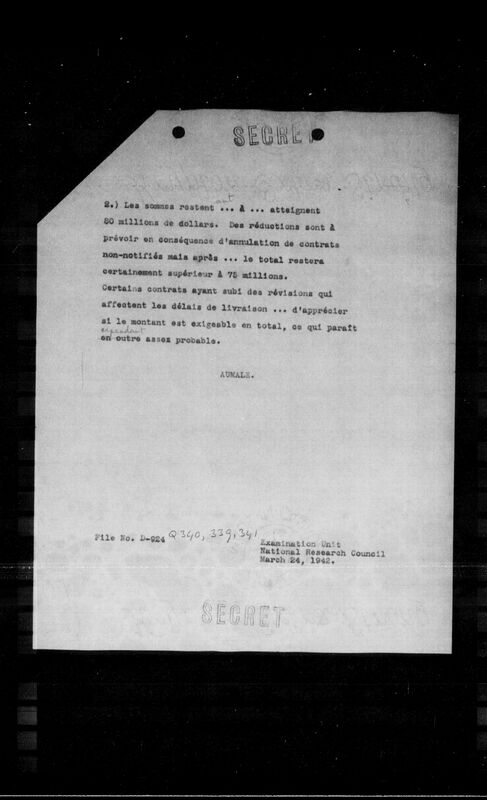 SECRET
2.) Les sommes restent ... à ... atteignent
ant
80 millions de dollars. Des réductions sont à
prévoir en conséquence d'annulation de contrats
non-notifiés mais après ... le total restera
certainement supérieur à 75 millions.
Certains contrats ayant subi des révisions qui
affectent les délais de livraison ... d'apprécier
si le montant est exigeable en total, ce qui paraît
cependant
en outre assez probable.
AUMALE.
File No. D-924 Q340, 339, 341
Examination Unit
National Research Council
March 24, 1942.
SECRET